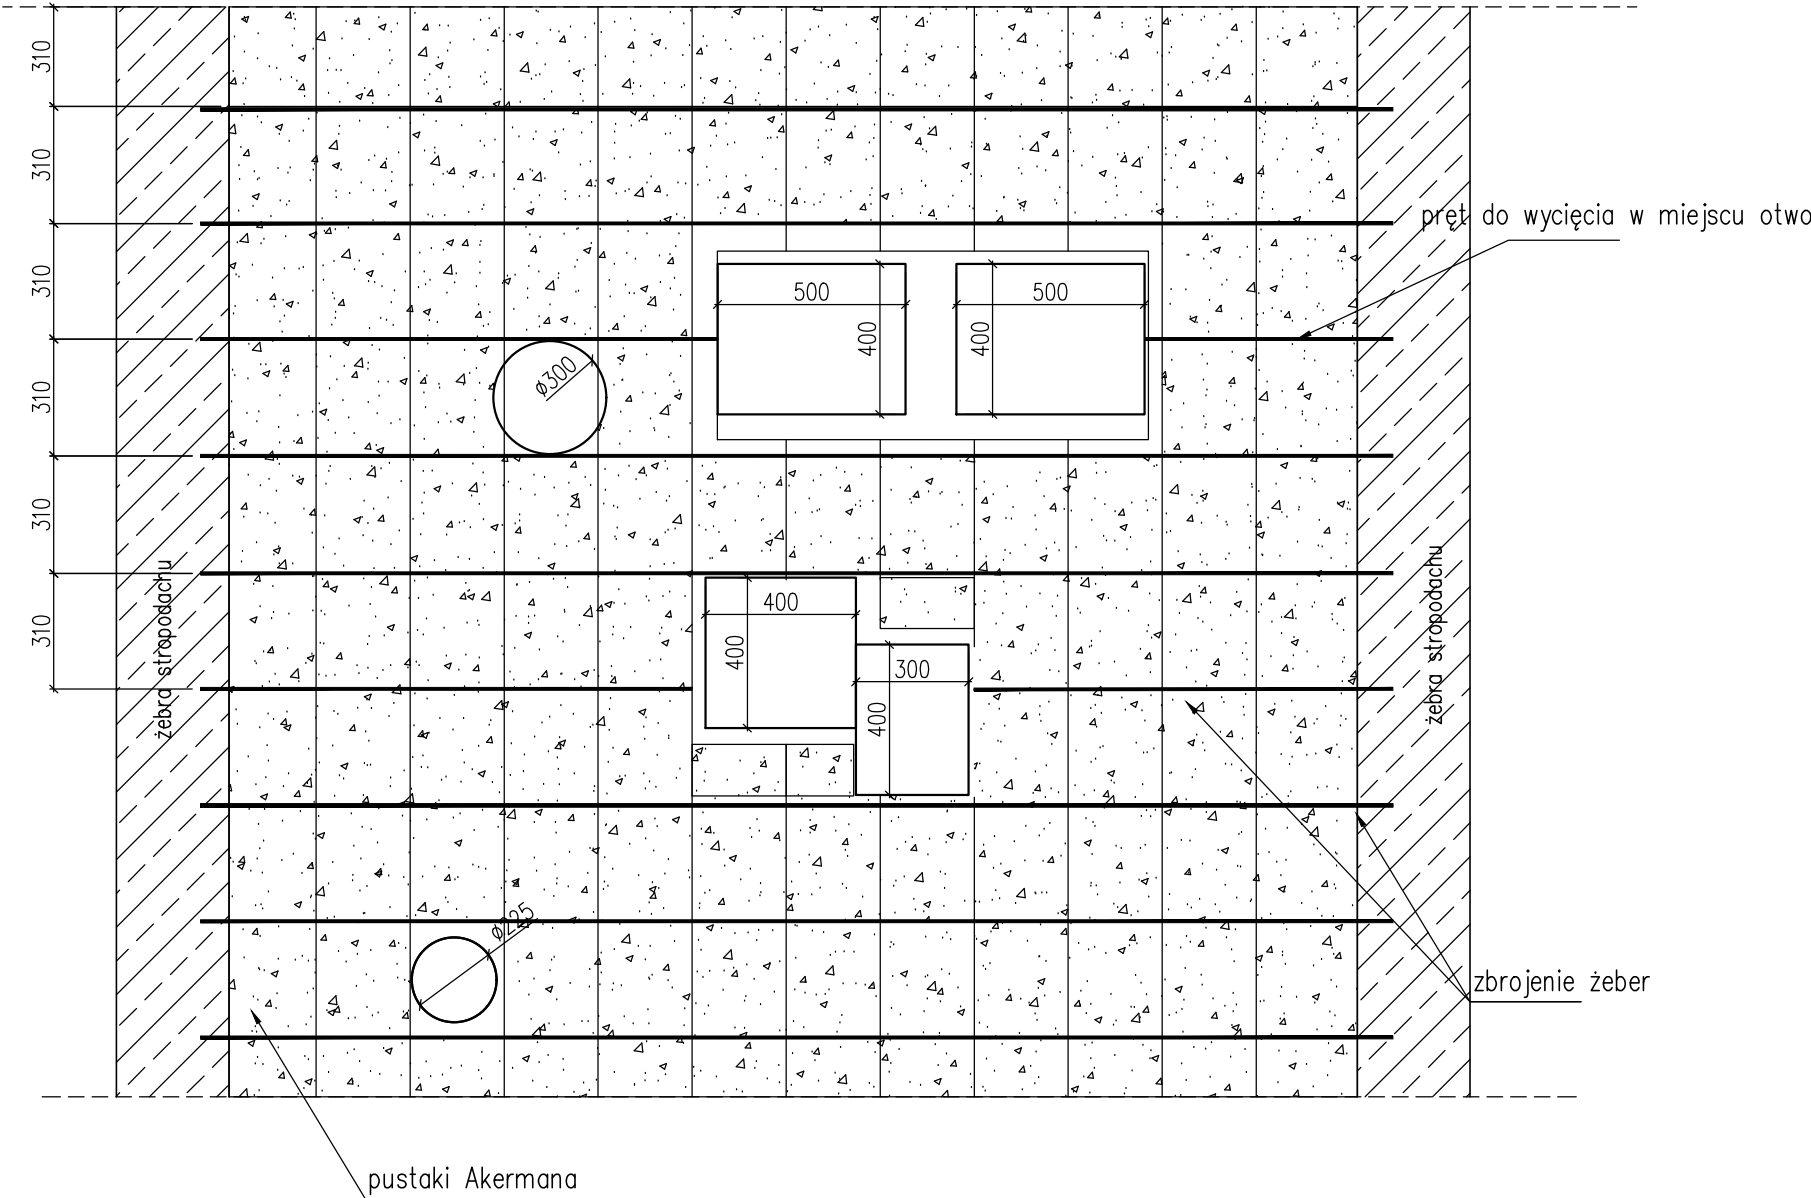 310
310
pręt do wycięcia w miejscu otwo
310
500
500
400
400
310
ø300
310
310
400
400
300
400
żebra stropodachu
żebra stropodachu
ø225
zbrojenie żeber
pustaki Akermana